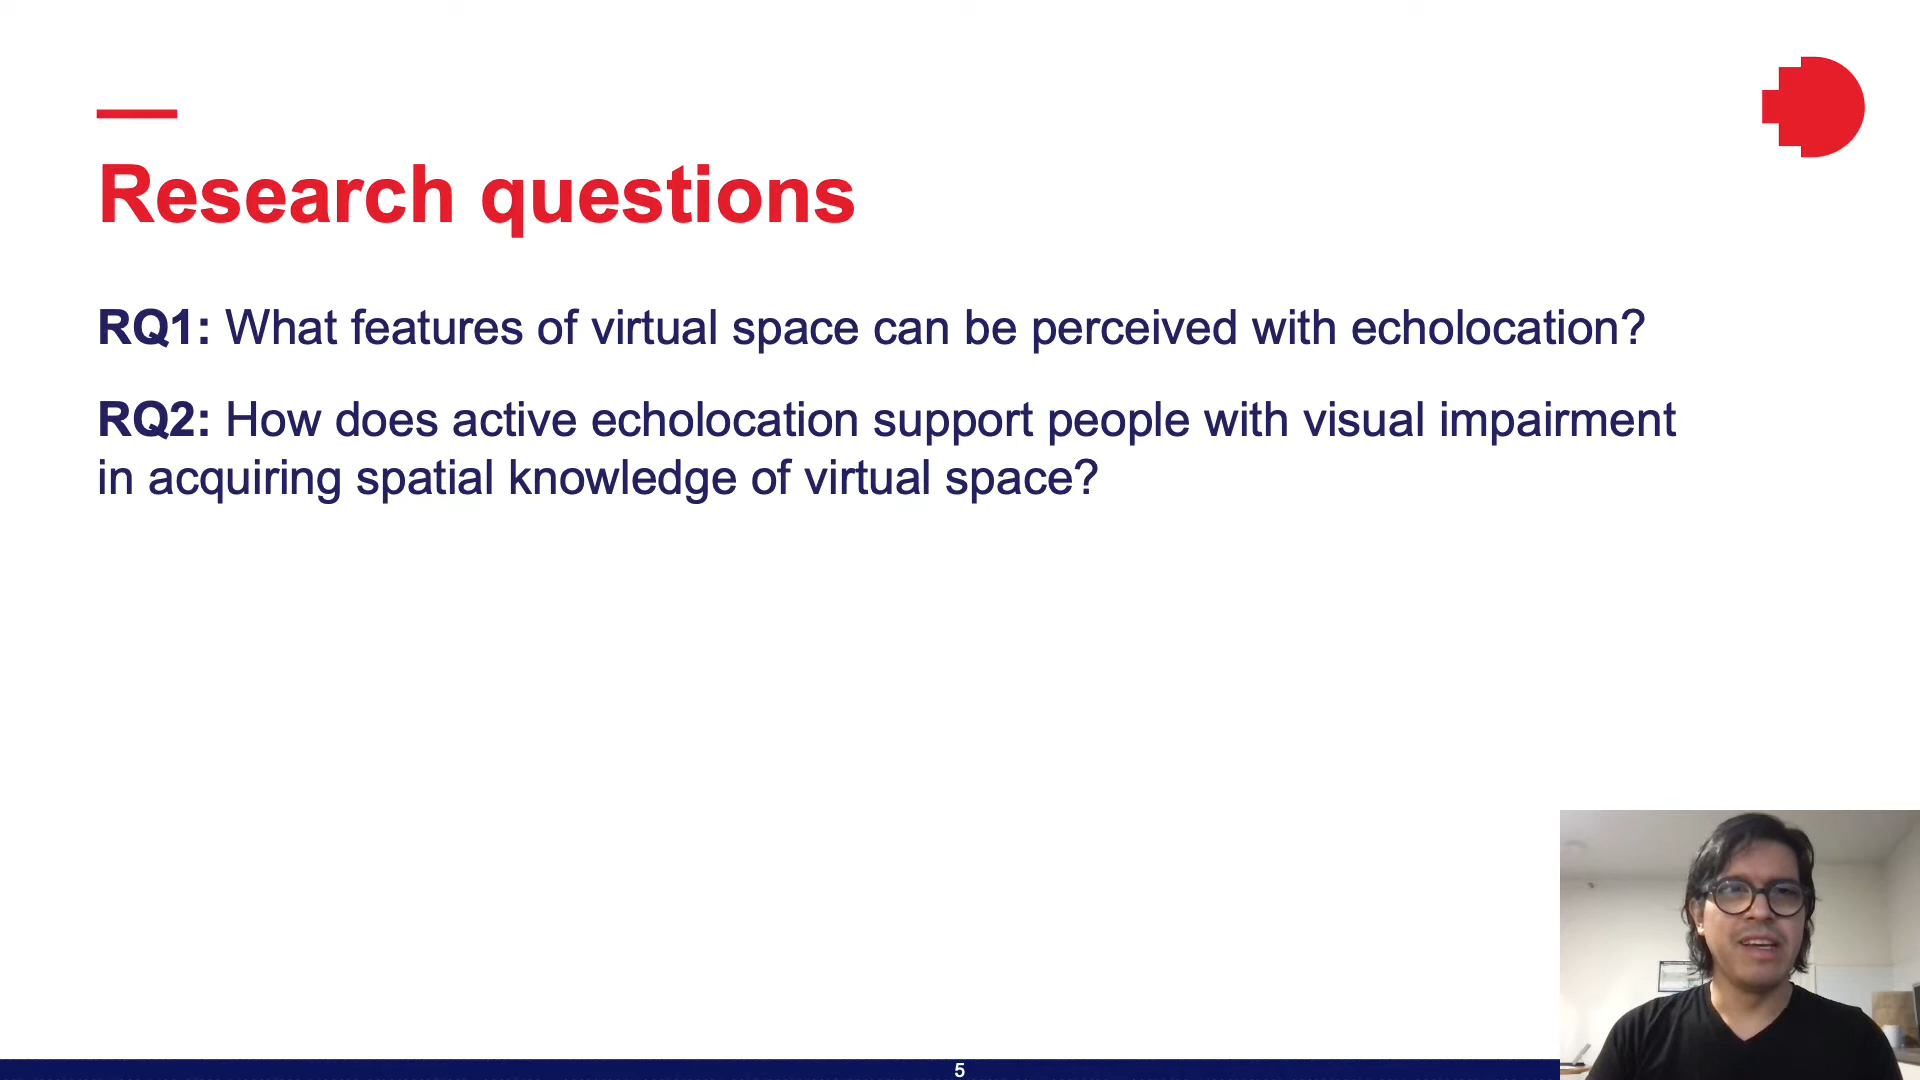 Research questions
RQ1: What features of virtual space can be perceived with echolocation?
RQ2: How does active echolocation support people with visual impairment
in acquiring spatial knowledge of virtual space?
5